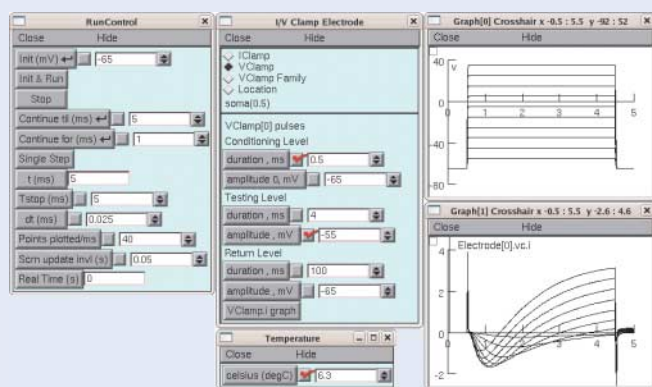 RunControl
Close Hide
Init (mV) -65
Init & Run
Stop
Continue til (ms) 5
Continue for (ms) 1
Single Step
t (ms) 5
Tstop (ms) 5
dt (ms) 0.025
Points plotted/ms 40
Scrn update invl (s) 0.05
Real Time (s) 0
I/V Clamp Electrode
Close Hide
IClamp
VClamp
VClamp Family
Location
soma(0.5)
VClamp[0] pulses
Conditioning Level
duration , ms 0.5
amplitude 0, mV -65
Testing Level
duration , ms 4
amplitude, mV -55
Return Level
duration , ms 100
amplitude , mV -65
VClamp.i graph
Temperature
Close Hide
celsius (degC) 6.3
Graph[0] Crosshair x -0.5 : 5.5 y -92 : 52
Close Hide
40
v
0
1 2 3 4 5
-40
-80
Graph[1] Crosshair x -0.5 : 5.5 y -2.6 : 4.6
Close Hide
4
Electrode[0].vc.i
2
0
1 2 3 4 5
-2